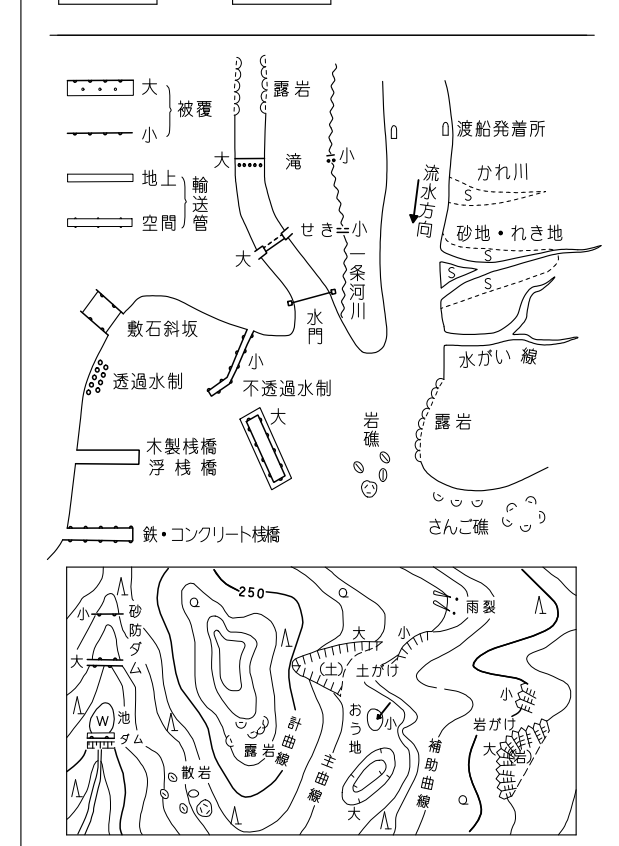 大
小
被覆
地上
空間
輸送管
露岩
大 滝 小
せき 小
大
一条河川
水門
渡船発着所
流水方向
かれ川
S
砂地・れき地
S
S
S
水がい線
露岩
敷石斜坂
透過水制
小
不透過水制
大
木製桟橋
浮桟橋
岩礁
さんご礁
鉄・コンクリート桟橋
小
砂防ダム
大
W
池
ダム
Q
250
Q
露岩
散岩
計曲線
主曲線
大
小
(土)
土がけ
おう地
小
大
補助曲線
雨裂
小
岩がけ
大
(岩)
Q